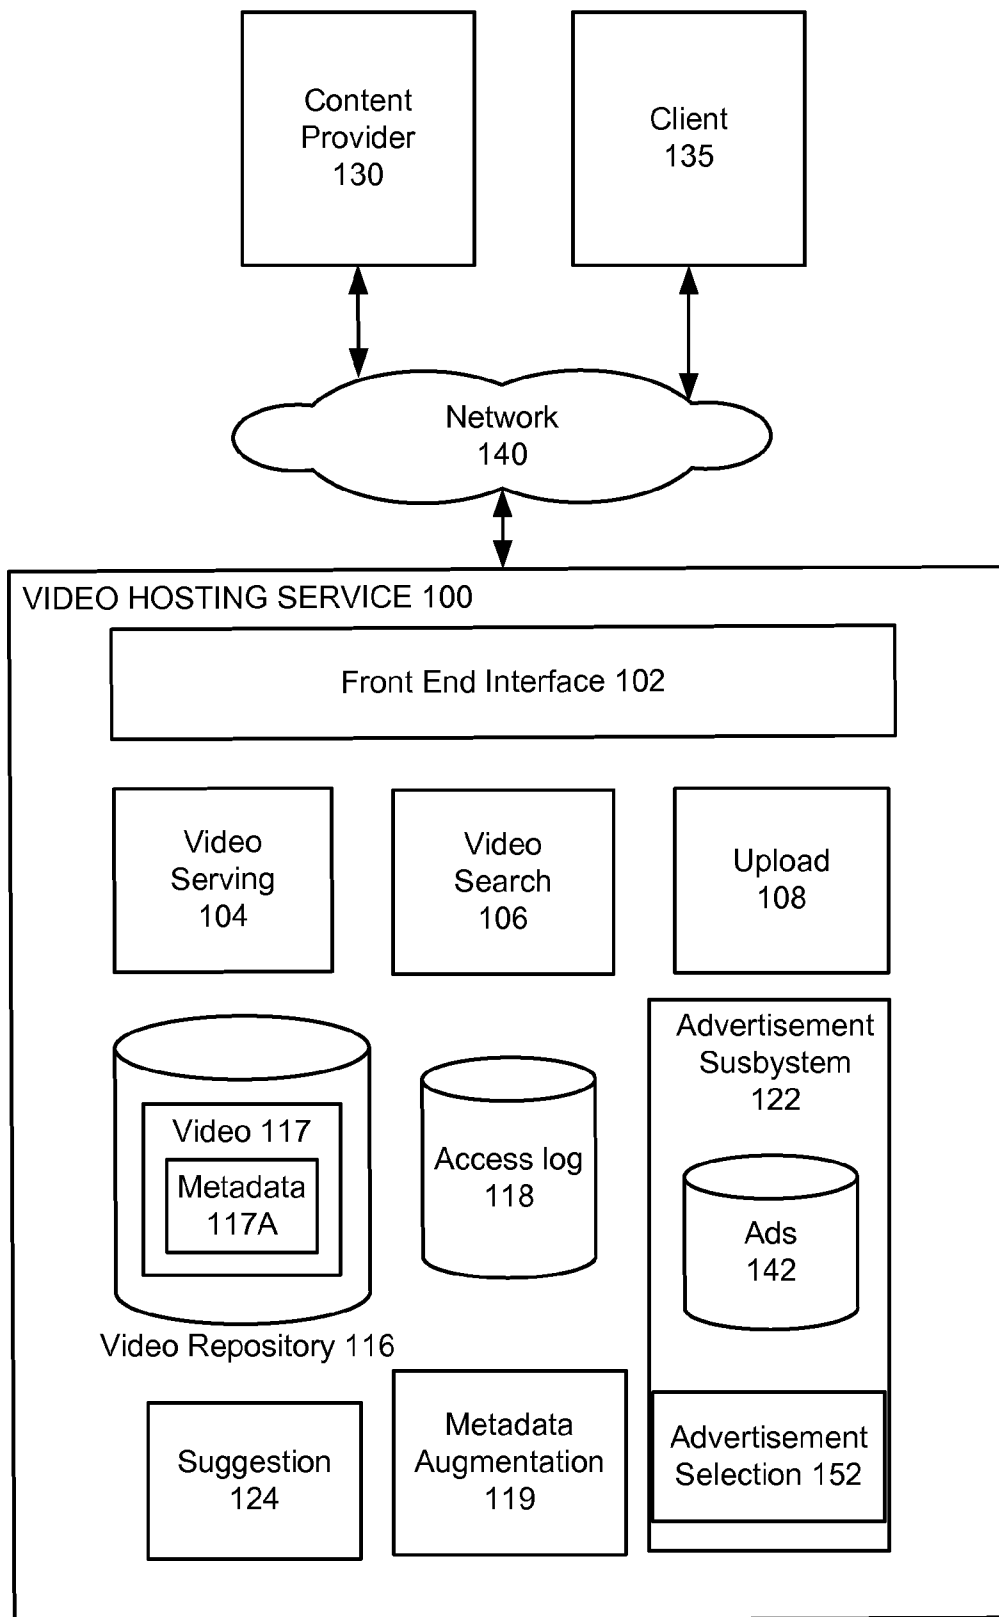 Content
Provider
130
Client
135
Network
140
VIDEO HOSTING SERVICE 100
Front End Interface 102
Video
Serving
104
Video
Search
106
Upload
108
Video 117
Metadata
117A
Video Repository 116
Access log
118
Advertisement
Susbystem
122
Ads
142
Advertisement
Selection 152
Suggestion
124
Metadata
Augmentation
119